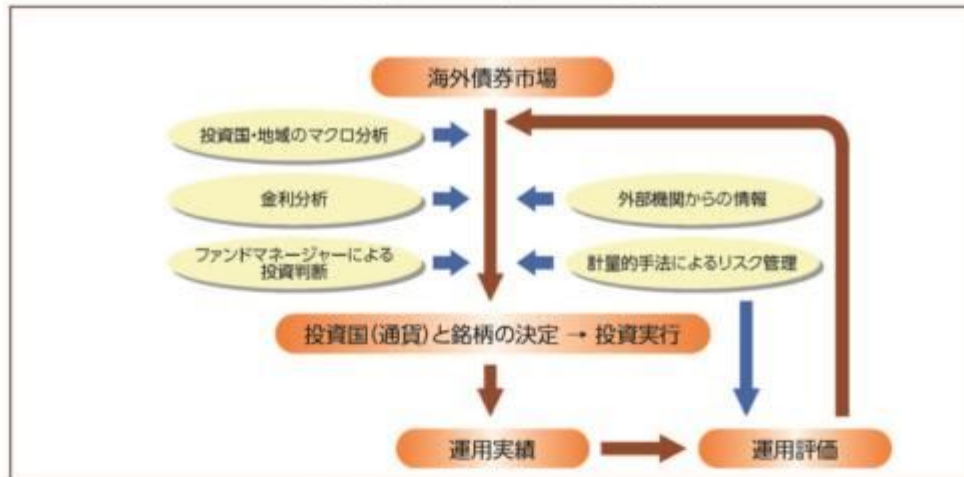 海外債券市場
投資国・地域のマクロ分析
金利分析
外部機関からの情報
ファンドマネージャーによる
投資判断
計量的手法によるリスク管理
投資国(通貨)と銘柄の決定 → 投資実行
運用実績
運用評価